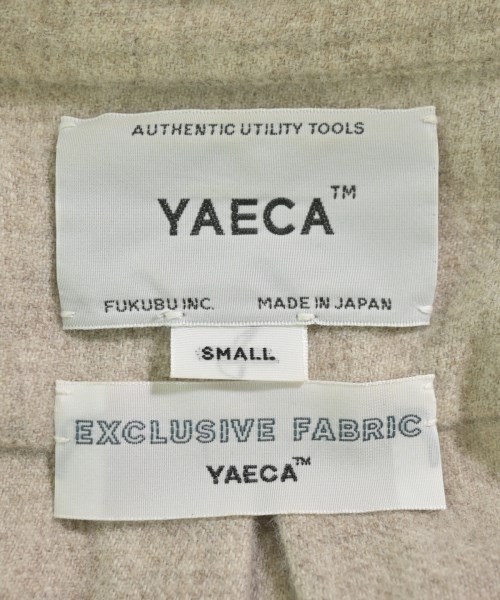 AUTHENTIC UTILITY TOOLS
YAECA™
FUKUBU INC. MADE IN JAPAN
SMALL
EXCLUSIVE FABRIC
YAECA™